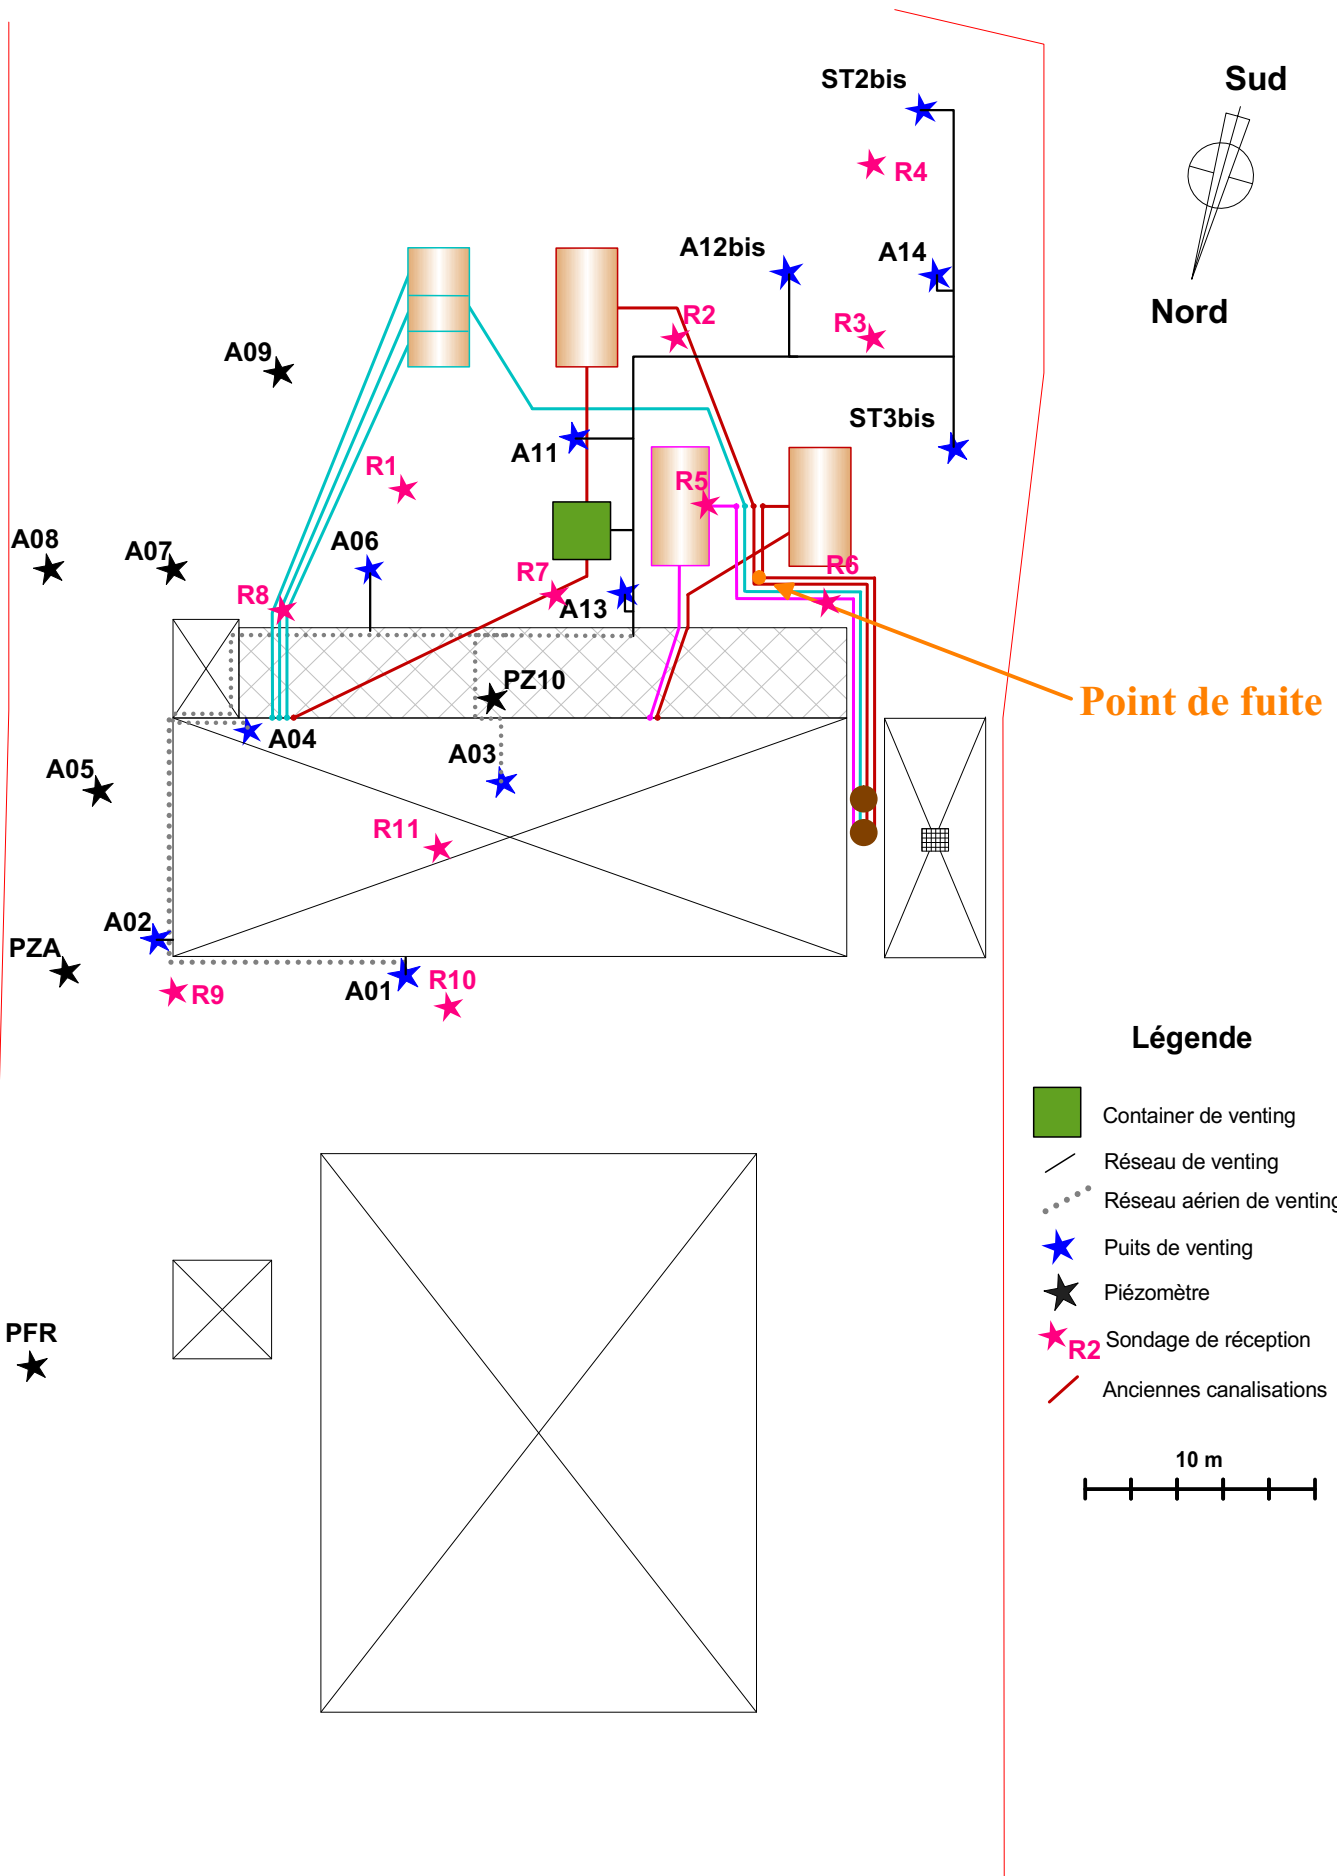 Sud
ST2bis
R4
A12bis
A14
Nord
R2
R3
A09
ST3bis
A11
R1
R5
A08
A07
A06
R7
R6
R8
A13
PZ10
Point de fuite
A04
A03
A05
R11
A02
PZA
R9
A01
R10
Légende
Container de venting
Réseau de venting
Réseau aérien de venting
Puits de venting
Piézomètre
PFR
R2 Sondage de réception
Anciennes canalisations
10 m